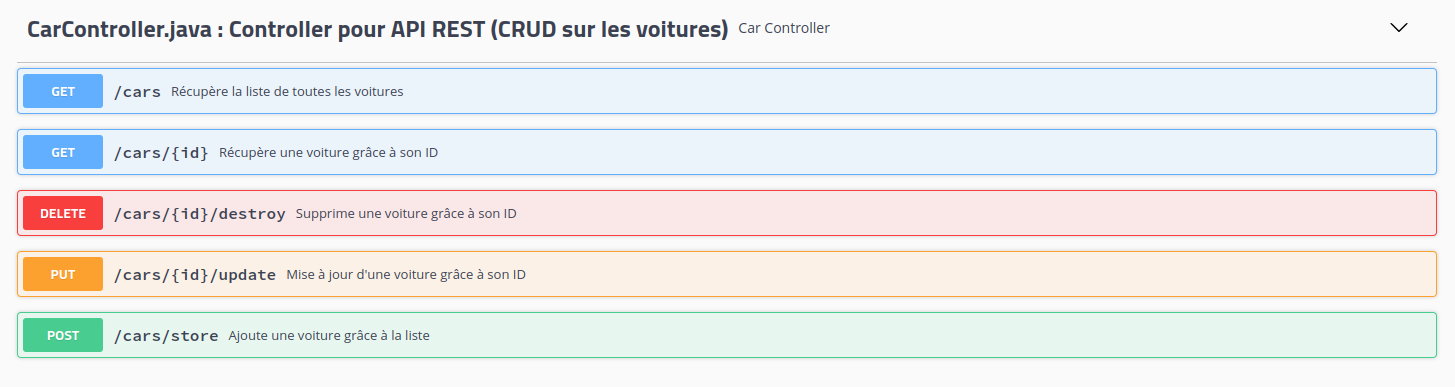 CarController.java : Controller pour API REST (CRUD sur les voitures) Car Controller
GET /cars Récupère la liste de toutes les voitures
GET /cars/{id} Récupère une voiture grâce à son ID
DELETE /cars/{id}/destroy Supprime une voiture grâce à son ID
PUT /cars/{id}/update Mise à jour d'une voiture grâce à son ID
POST /cars/store Ajoute une voiture grâce à la liste